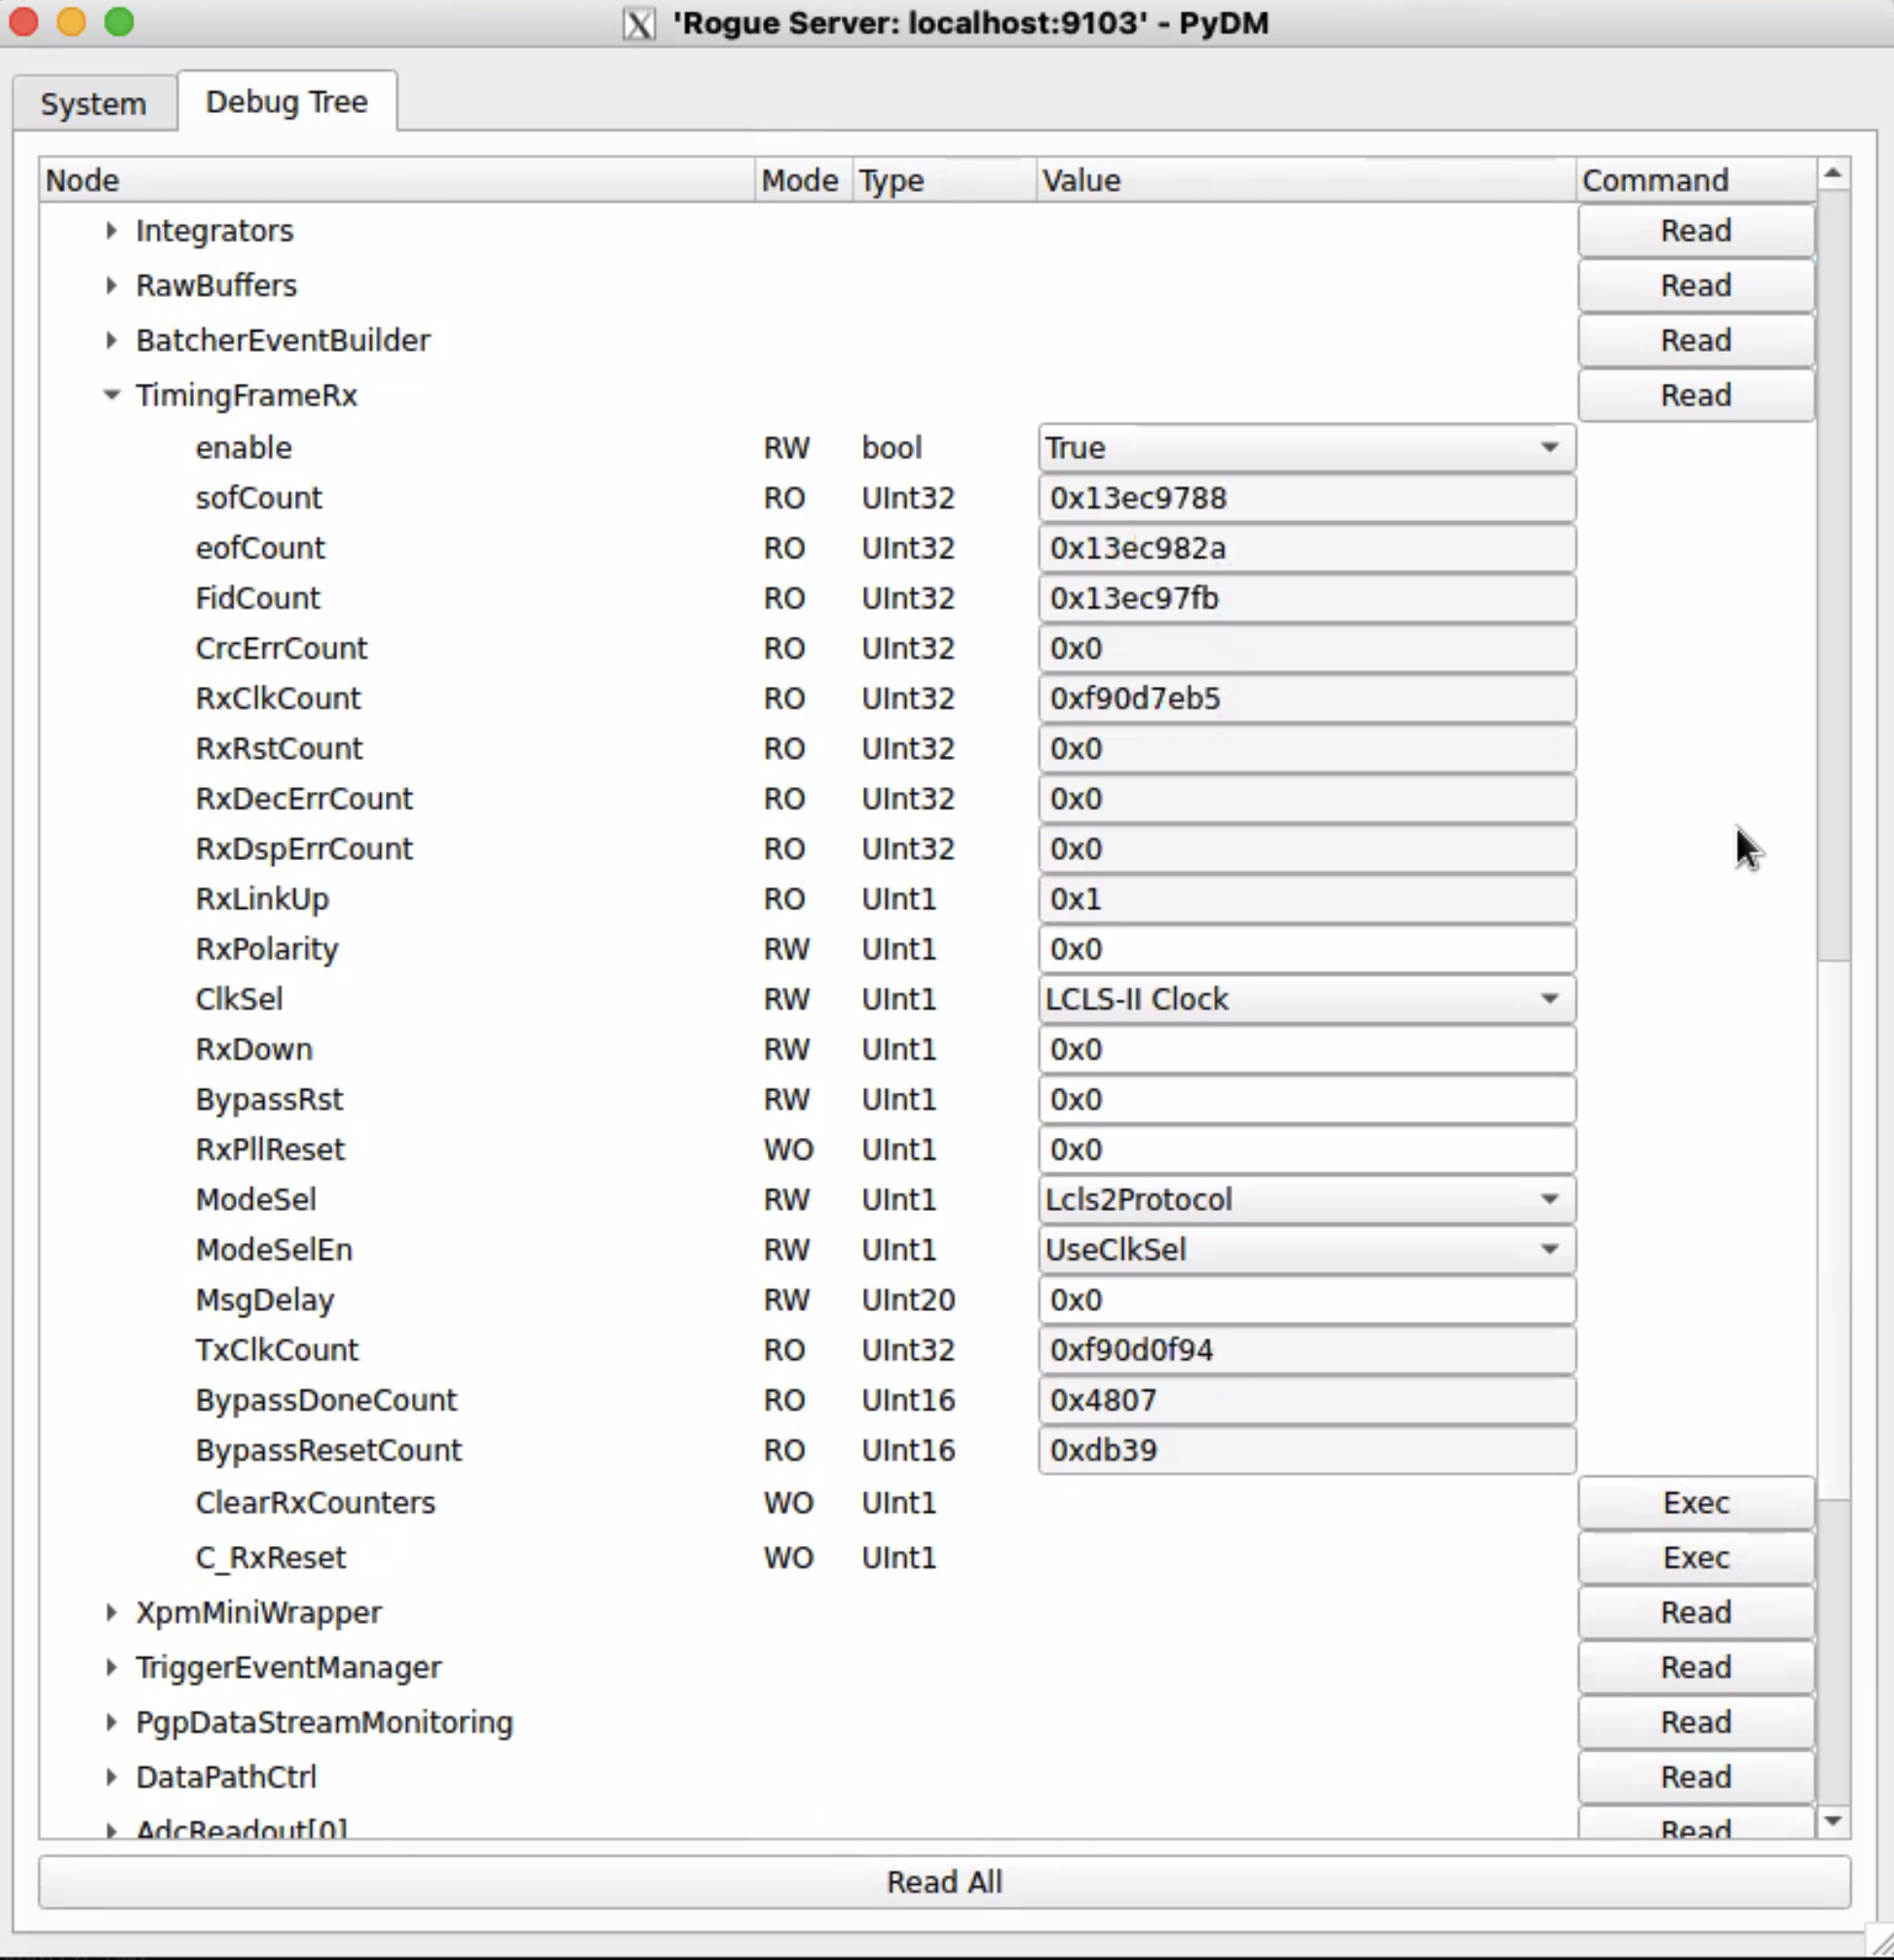 'Rogue Server: localhost:9103' - PyDM
System Debug Tree
Node Mode Type Value Command
Integrators Read
RawBuffers Read
BatcherEventBuilder Read
TimingFrameRx Read
enable RW bool True
sofCount RO UInt32 0x13ec9788
eofCount RO UInt32 0x13ec982a
FidCount RO UInt32 0x13ec97fb
CrcErrCount RO UInt32 0x0
RxClkCount RO UInt32 0xf90d7eb5
RxRstCount RO UInt32 0x0
RxDecErrCount RO UInt32 0x0
RxDspErrCount RO UInt32 0x0
RxLinkUp RO UInt1 0x1
RxPolarity RW UInt1 0x0
ClkSel RW UInt1 LCLS-II Clock
RxDown RW UInt1 0x0
BypassRst RW UInt1 0x0
RxPllReset WO UInt1 0x0
ModeSel RW UInt1 Lcls2Protocol
ModeSelEn RW UInt1 UseClkSel
MsgDelay RW UInt20 0x0
TxClkCount RO UInt32 0xf90d0f94
BypassDoneCount RO UInt16 0x4807
BypassResetCount RO UInt16 0xdb39
ClearRxCounters WO UInt1 Exec
C_RxReset WO UInt1 Exec
XpmMiniWrapper Read
TriggerEventManager Read
PgpDataStreamMonitoring Read
DataPathCtrl Read
AdcReadout[0] Read
Read All